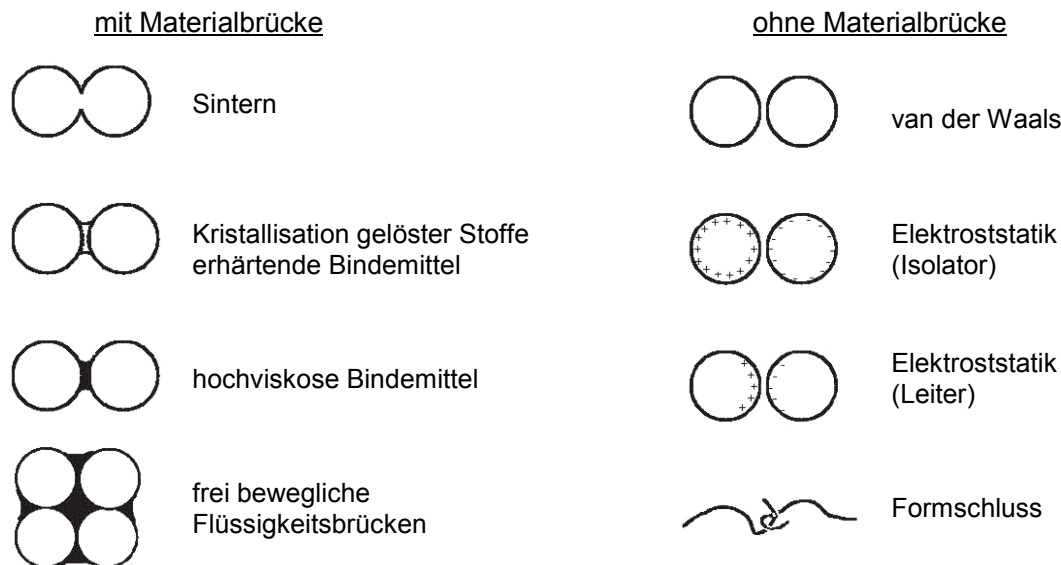 mit Materialbrücke
Sintern
Kristallisation gelöster Stoffe
erhärtende Bindemittel
hochviskose Bindemittel
frei bewegliche
Flüssigkeitsbrücken
ohne Materialbrücke
van der Waals
Elektroststatik
(Isolator)
Elektroststatik
(Leiter)
Formschluss